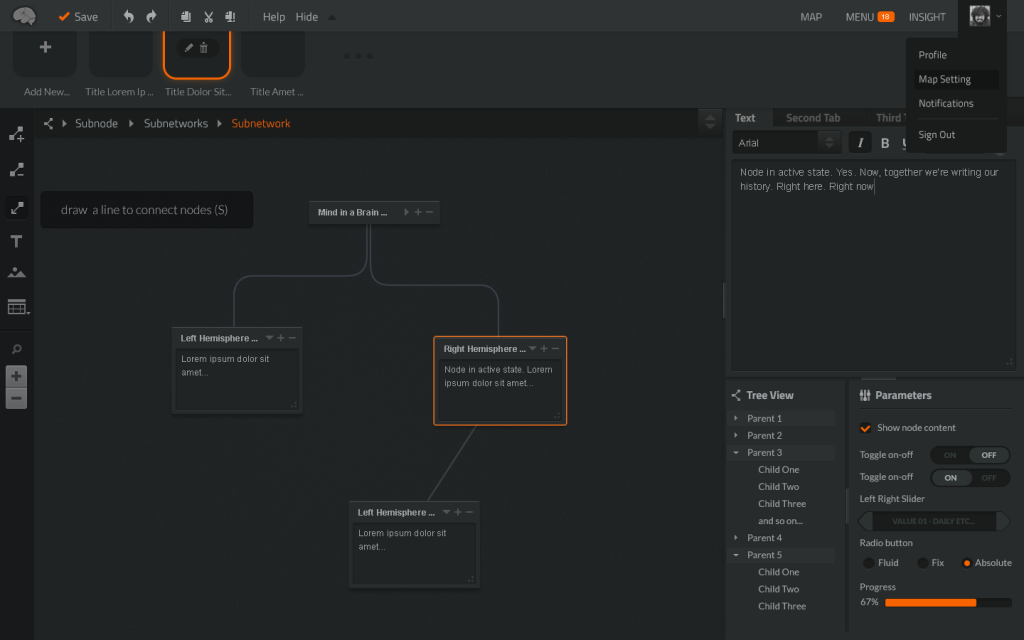 Save
Help Hide
MAP MENU 18 INSIGHT
Profile
Map Setting
Notifications
Sign Out
Add New...
Title Lorem Ip ...
Title Dolor Sit...
Title Amet ...
Subnode Subnetworks Subnetwork
draw a line to connect nodes (S)
Mind in a Brain ...
Left Hemisphere ...
Lorem ipsum dolor sit
amet...
Right Hemisphere ...
Node in active state. Lorem
ipsum dolor sit amet...
Left Hemisphere ...
Lorem ipsum dolor sit
amet...
Text Second Tab Third
Arial I B
Node in active state. Yes. Now, together we're writing our
history. Right here. Right now
Tree View
Parent 1
Parent 2
Parent 3
Child One
Child Two
Child Three
and so on...
Parent 4
Parent 5
Child One
Child Two
Child Three
Parameters
Show node content
Toggle on-off ON OFF
Toggle on-off ON OFF
Left Right Slider
VALUE 01 - DAILY ETC...
Radio button
Fluid Fix Absolute
Progress
67%